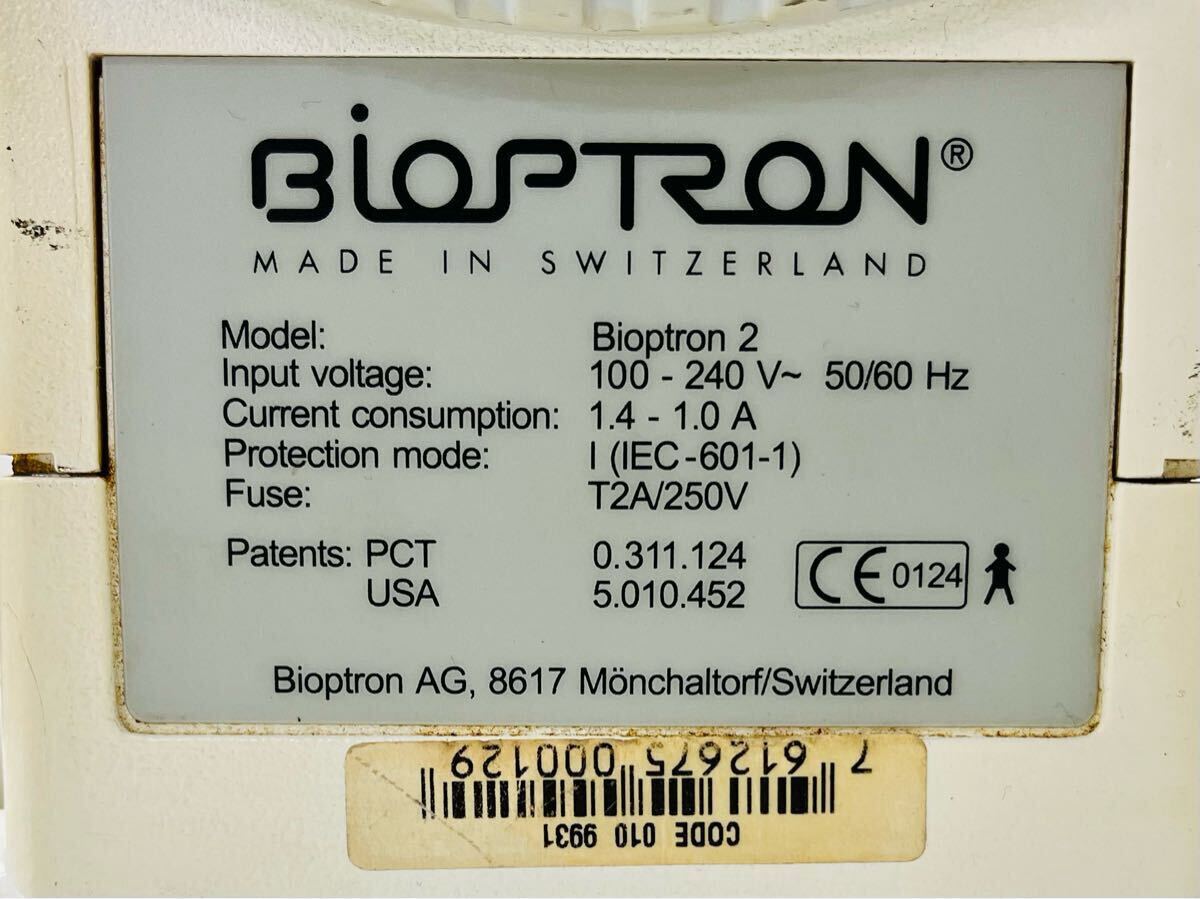 BIOPTRON®
MADE IN SWITZERLAND
Model: Bioptron 2
Input voltage: 100 - 240 V~ 50/60 Hz
Current consumption: 1.4 - 1.0 A
Protection mode: I (IEC-601-1)
Fuse: T2A/250V
Patents: PCT 0.311.124
USA 5.010.452
CE 0124
Bioptron AG, 8617 Mönchaltorf/Switzerland
7 612675 000129
CODE 010 9931